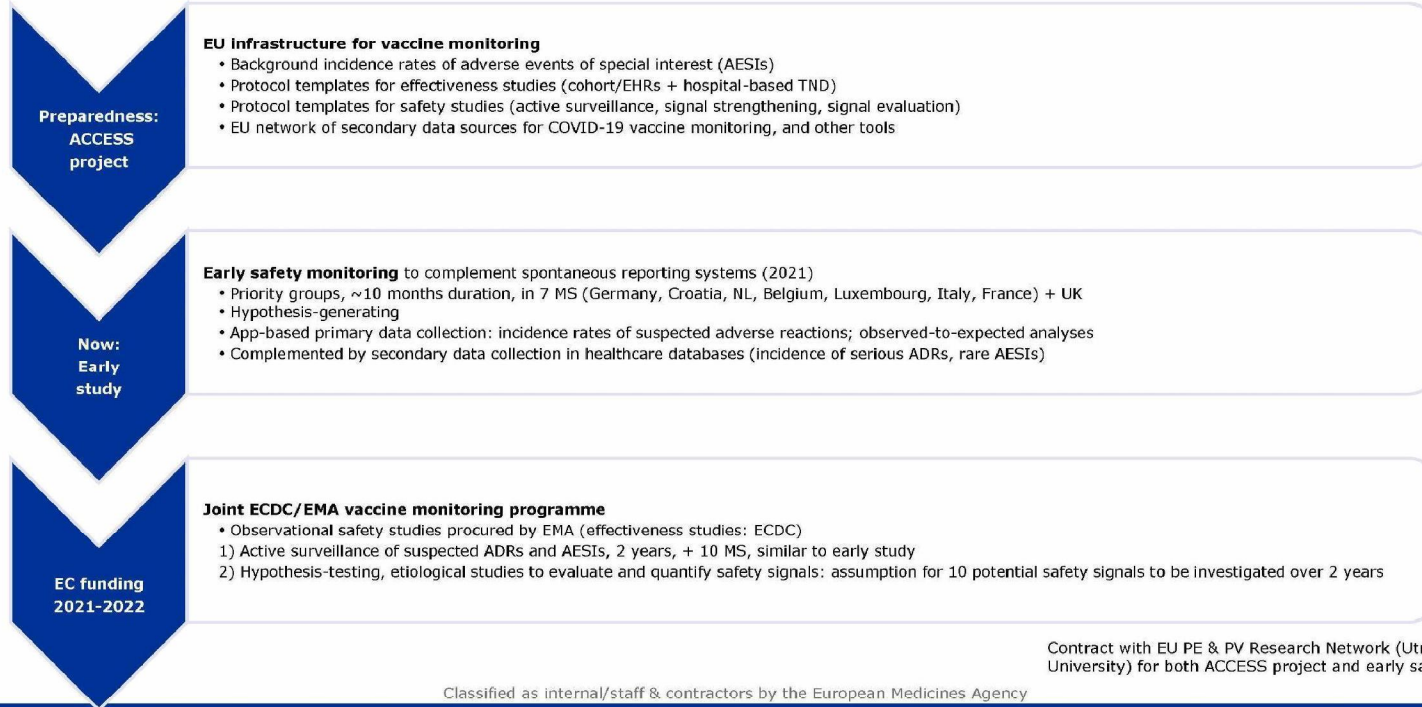 Preparedness:
ACCESS
project
EU infrastructure for vaccine monitoring
• Background incidence rates of adverse events of special interest (AESIs)
• Protocol templates for effectiveness studies (cohort/EHRs + hospital-based TND)
• Protocol templates for safety studies (active surveillance, signal strengthening, signal evaluation)
• EU network of secondary data sources for COVID-19 vaccine monitoring, and other tools
Now:
Early
study
Early safety monitoring to complement spontaneous reporting systems (2021)
• Priority groups, ~10 months duration, in 7 MS (Germany, Croatia, NL, Belgium, Luxembourg, Italy, France) + UK
• Hypothesis-generating
• App-based primary data collection: incidence rates of suspected adverse reactions; observed-to-expected analyses
• Complemented by secondary data collection in healthcare databases (incidence of serious ADRs, rare AESIs)
EC funding
2021-2022
Joint ECDC/EMA vaccine monitoring programme
• Observational safety studies procured by EMA (effectiveness studies: ECDC)
1) Active surveillance of suspected ADRs and AESIs, 2 years, + 10 MS, similar to early study
2) Hypothesis-testing, etiological studies to evaluate and quantify safety signals: assumption for 10 potential safety signals to be investigated over 2 years
Contract with EU PE & PV Research Network
University) for both ACCESS project and early
Classified as internal/staff & contractors by the European Medicines Agency